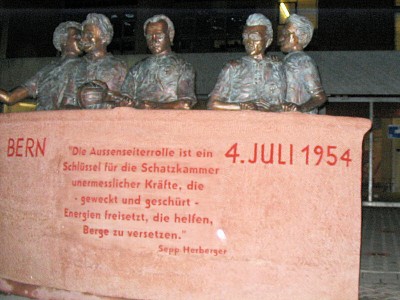 BERN
"Die Aussenseiterrolle ist ein
Schlüssel für die Schatzkammer
unermesslicher Kräfte, die
- geweckt und geschürt -
Energien freisetzt, die helfen,
Berge zu versetzen."
Sepp Herberger
4. JULI 1954